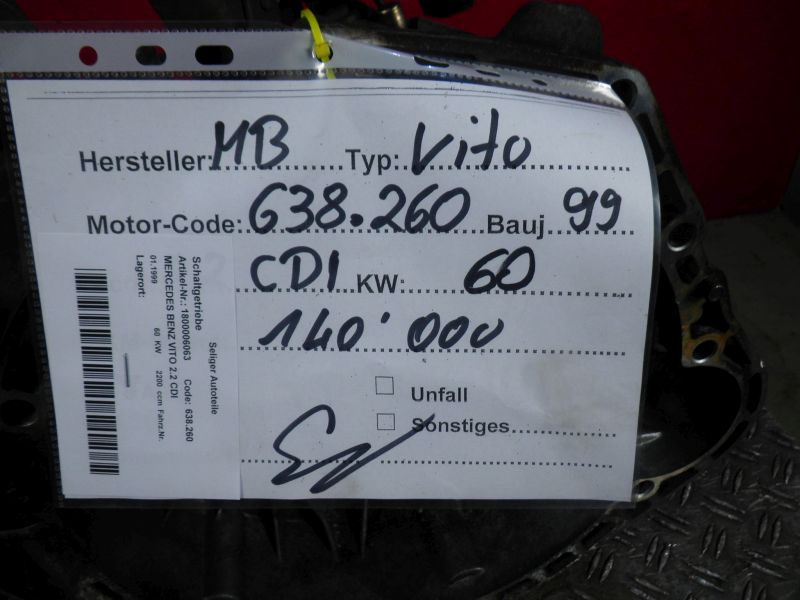 Hersteller: MB Typ: Vito
Motor-Code: 638.260 Bauj 99
CDI KW: 60
140'000
Unfall
Sonstiges
Seliger Autoteile
Schaltgetriebe
Artikel-Nr.: 1800006063 Code: 638.260
MERCEDES BENZ VITO 2.2 CDI
01.1999 60 KW 2200 ccm Fahrz.Nr.
Lagerort: